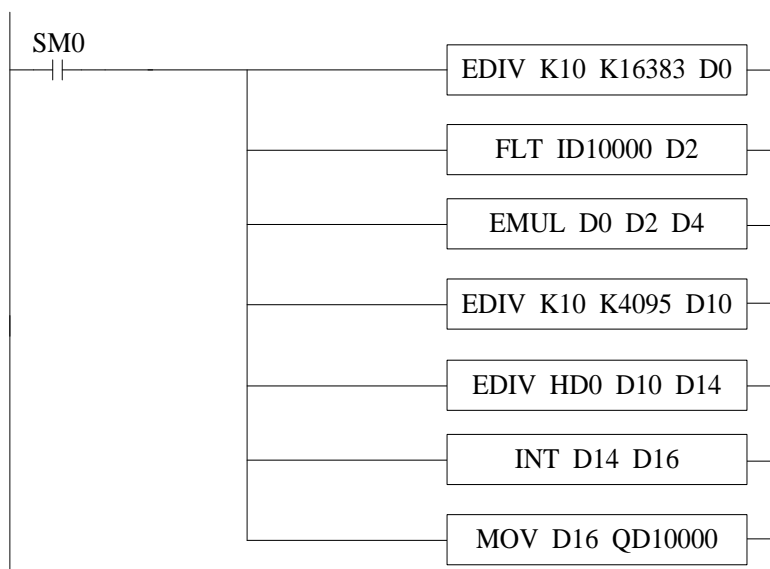 SM0
EDIV K10 K16383 D0
FLT ID10000 D2
EMUL D0 D2 D4
EDIV K10 K4095 D10
EDIV HD0 D10 D14
INT D14 D16
MOV D16 QD10000